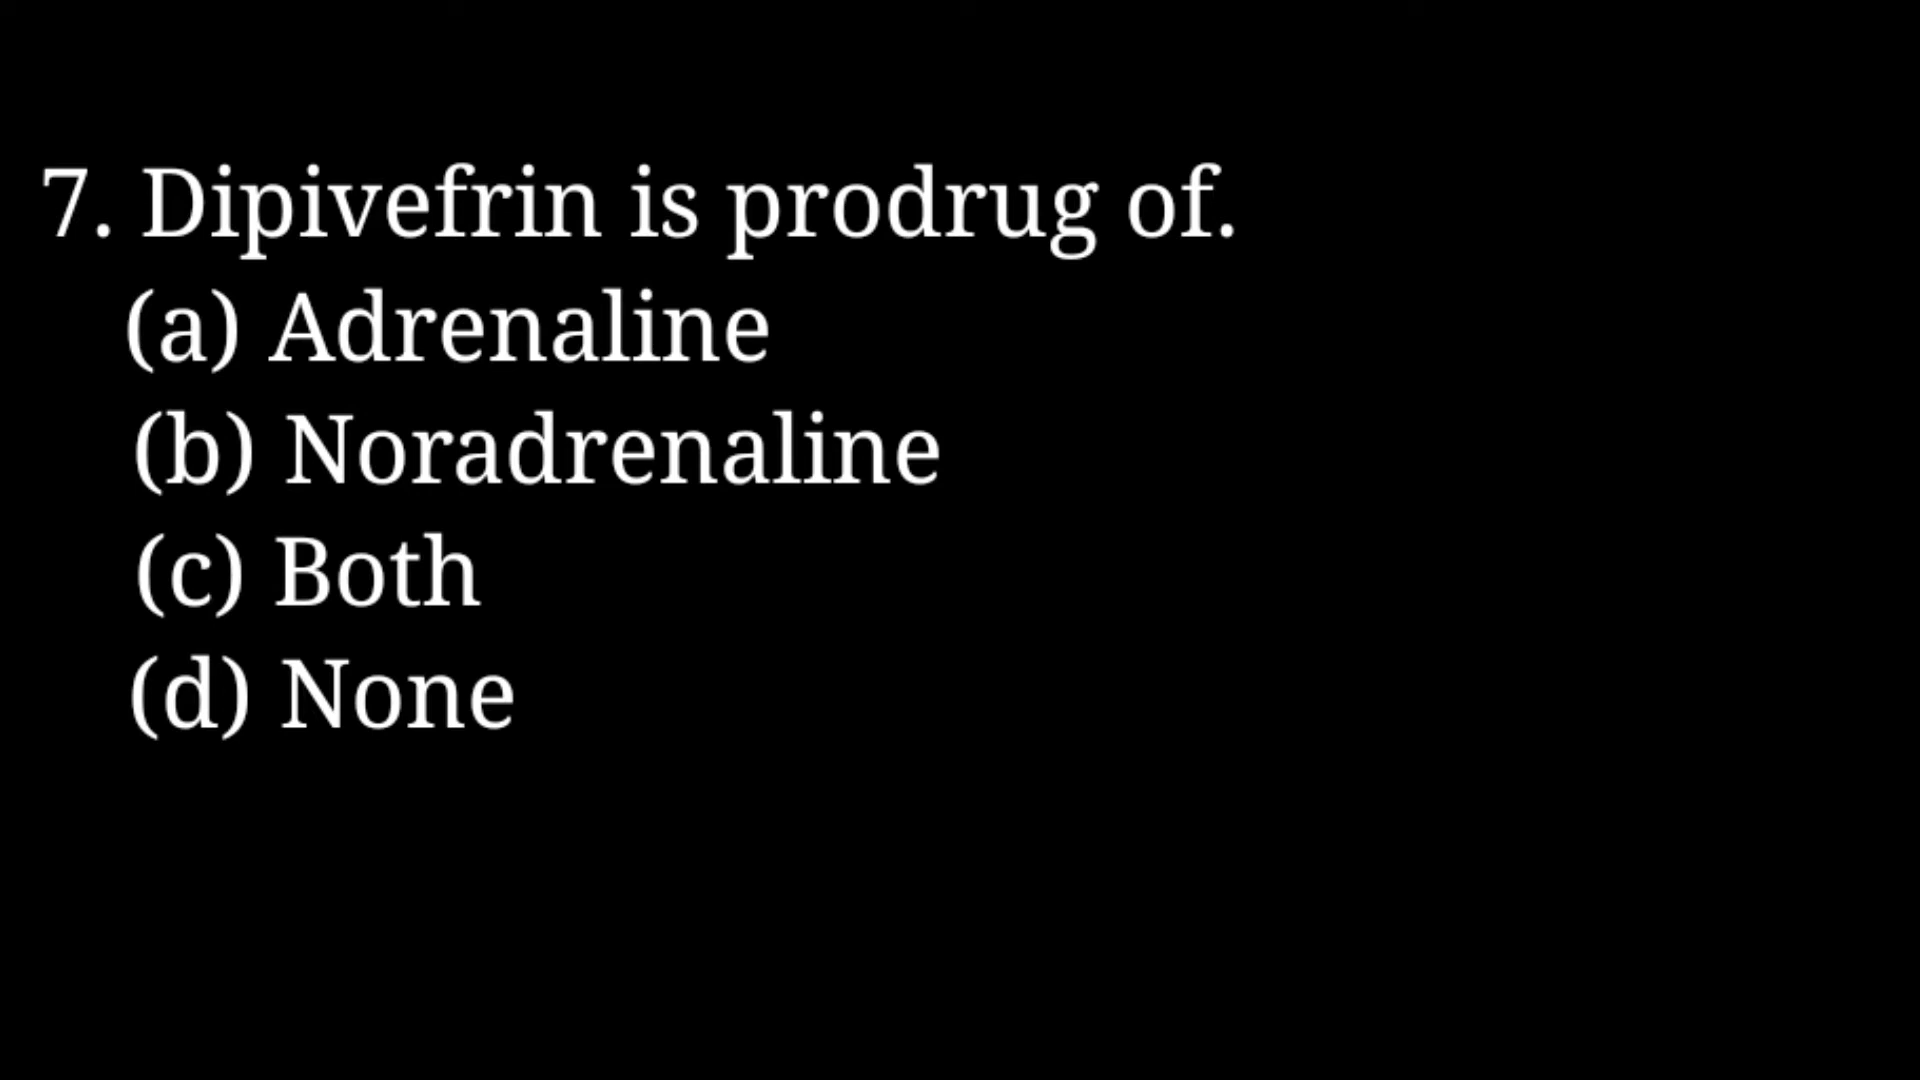 7. Dipivefrin is prodrug of.
(a) Adrenaline
(b) Noradrenaline
(c) Both
(d) None